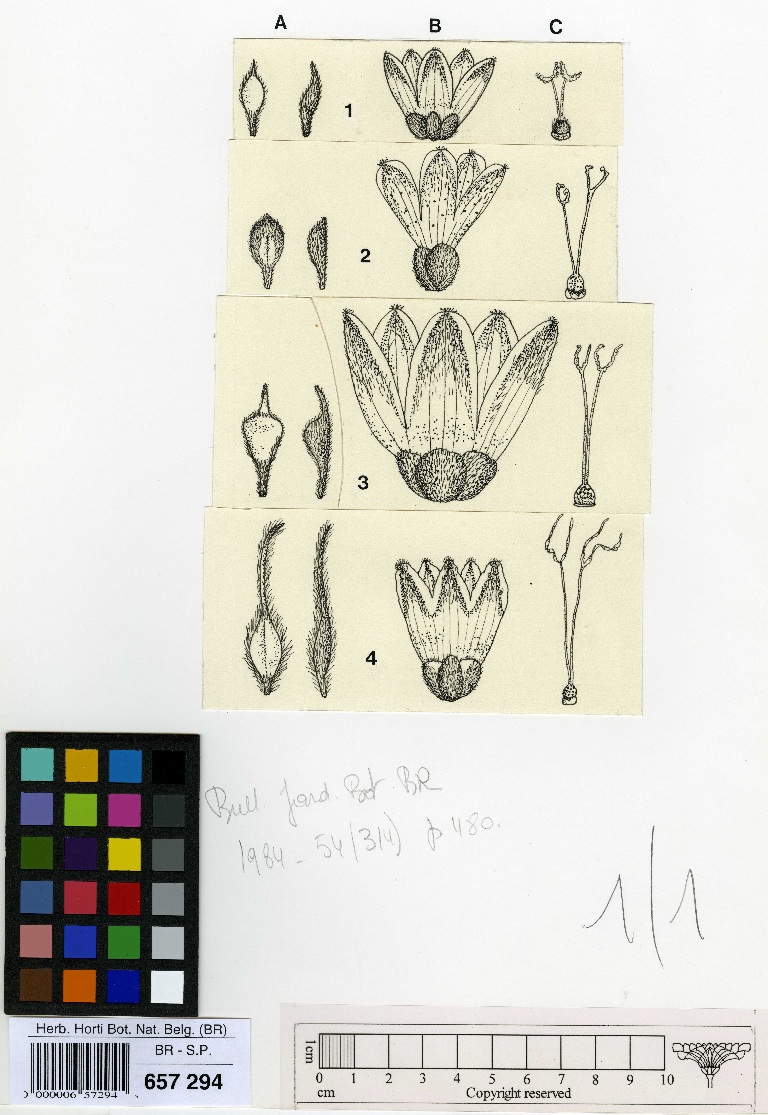 A B C
1
2
3
4
Bull. Jard. Bot. BR
1984 - 54 (3/4) p 480.
1/1
Herb. Horti Bot. Nat. Belg. (BR)
BR - S.P.
657 294
0 000006 57294
1cm
0 1 2 3 4 5 6 7 8 9 10
cm Copyright reserved